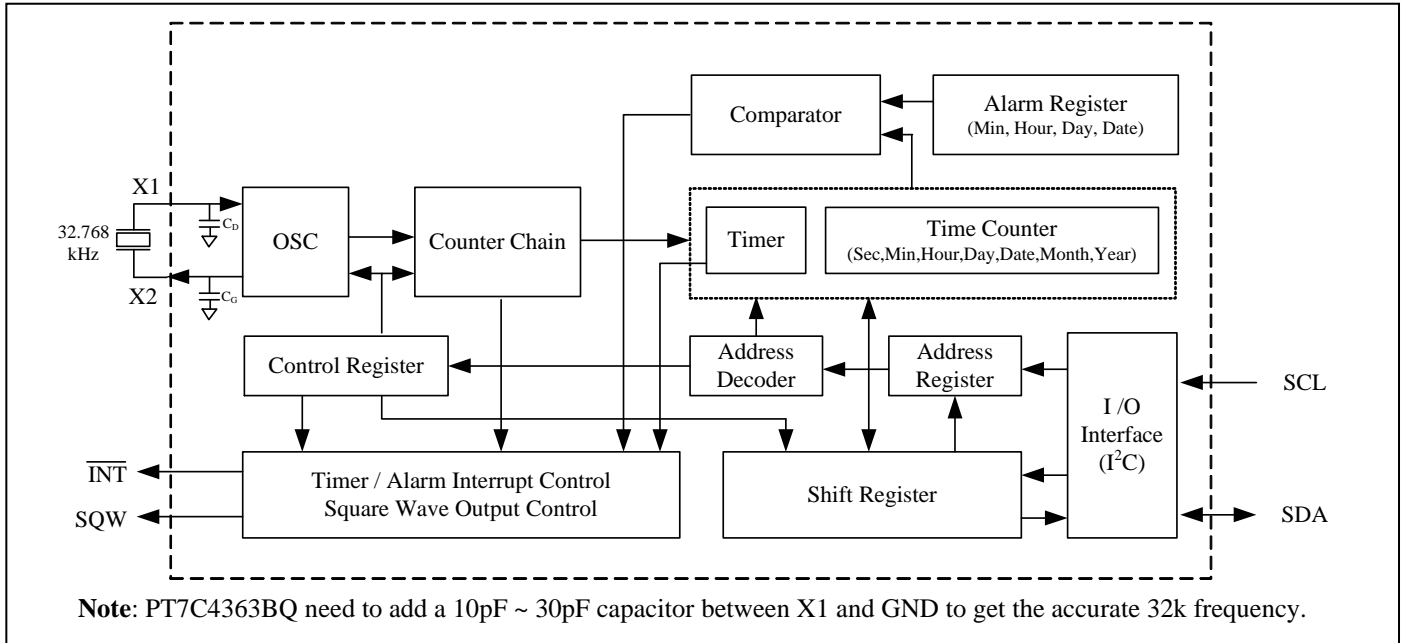 Comparator
Alarm Register
(Min, Hour, Day, Date)
X1
32.768
kHz
X2
C_D
C_G
OSC
Counter Chain
Timer
Time Counter
(Sec,Min,Hour,Day,Date,Month,Year)
Control Register
Address
Decoder
Address
Register
I /O
Interface
(I²C)
SCL
SDA
INT
SQW
Timer / Alarm Interrupt Control
Square Wave Output Control
Shift Register
Note: PT7C4363BQ need to add a 10pF ~ 30pF capacitor between X1 and GND to get the accurate 32k frequency.